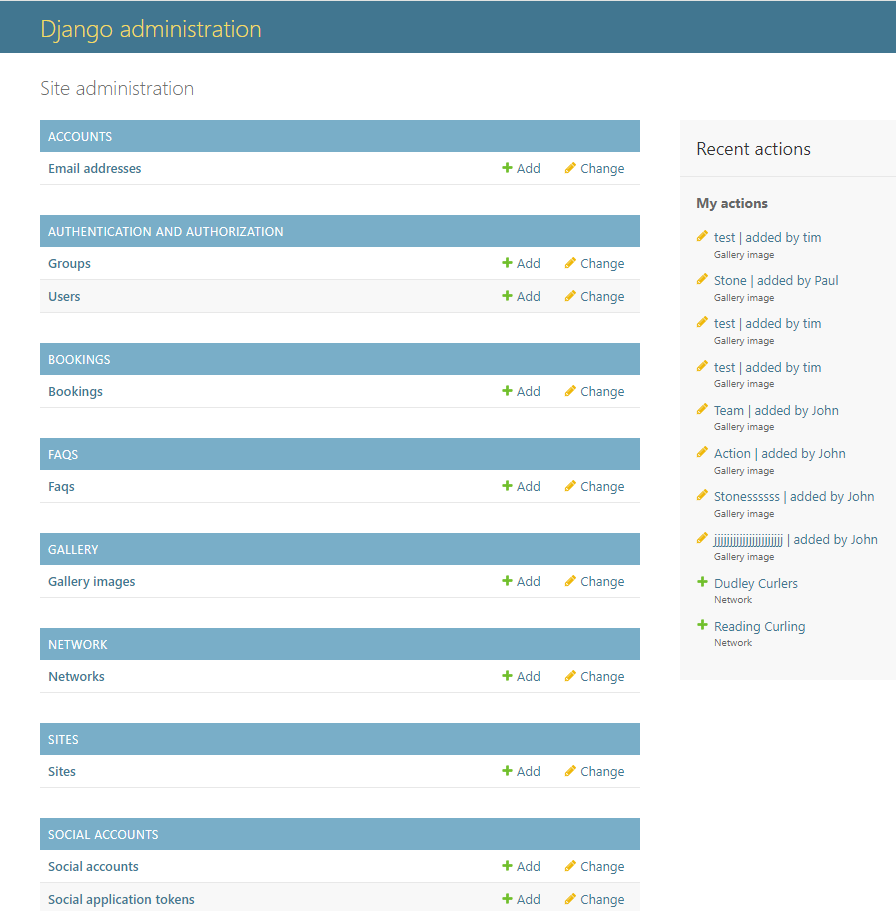 Django administration
Site administration
ACCOUNTS
Email addresses Add Change
AUTHENTICATION AND AUTHORIZATION
Groups Add Change
Users Add Change
BOOKINGS
Bookings Add Change
FAQS
Faqs Add Change
GALLERY
Gallery images Add Change
NETWORK
Networks Add Change
SITES
Sites Add Change
SOCIAL ACCOUNTS
Social accounts Add Change
Social application tokens Add Change
Recent actions
My actions
test | added by tim
Gallery image
Stone | added by Paul
Gallery image
test | added by tim
Gallery image
test | added by tim
Gallery image
Team | added by John
Gallery image
Action | added by John
Gallery image
Stonessssss | added by John
Gallery image
| added by John
Gallery image
Dudley Curlers
Network
Reading Curling
Network